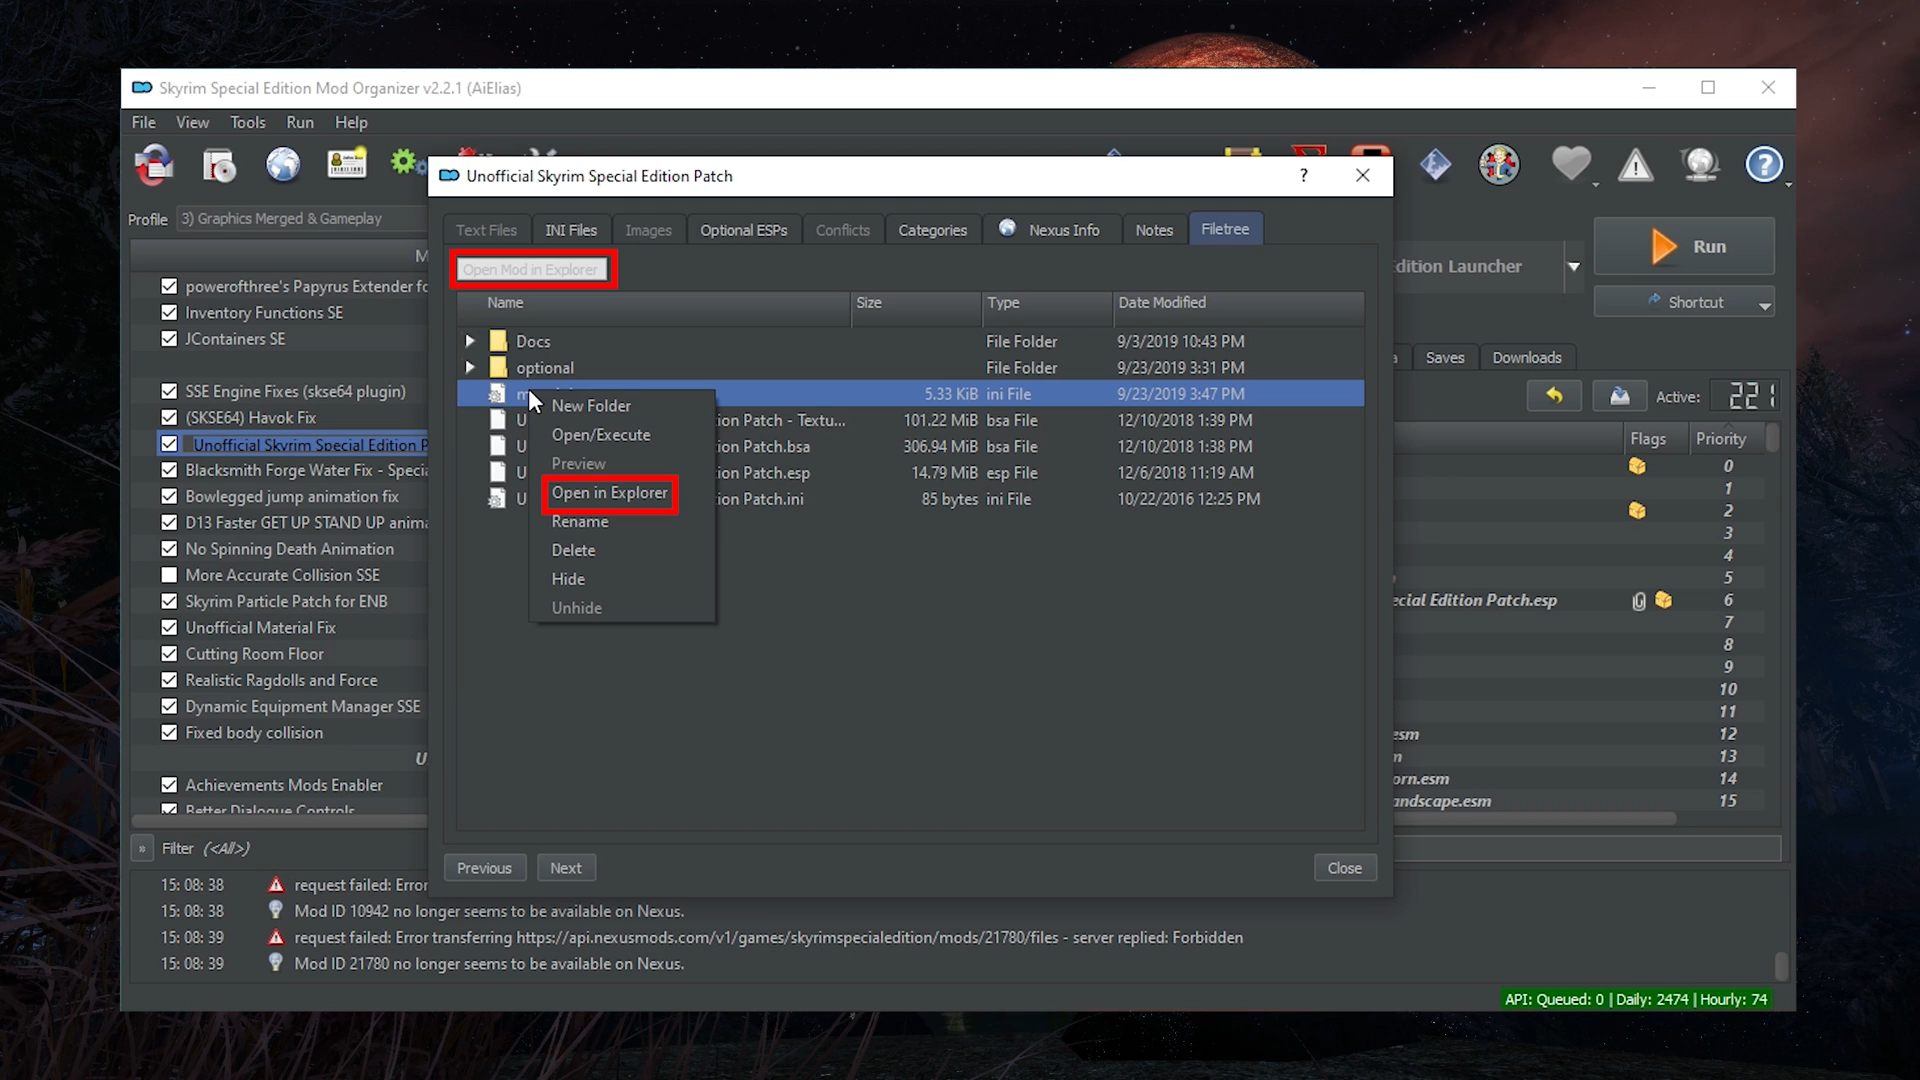 Skyrim Special Edition Mod Organizer v2.2.1 (AiElias)
File View Tools Run Help
Unofficial Skyrim Special Edition Patch
Profile 3) Graphics Merged & Gameplay
Text Files INI Files Images Optional ESPs Conflicts Categories Nexus Info Notes Filetree
Open Mod in Explorer
Name Size Type Date Modified
Docs File Folder 9/3/2019 10:43 PM
optional File Folder 9/23/2019 3:31 PM
5.33 KiB ini File 9/23/2019 3:47 PM
U ion Patch - Textu... 101.22 MiB bsa File 12/10/2018 1:39 PM
U ion Patch.bsa 306.94 MiB bsa File 12/10/2018 1:38 PM
U ion Patch.esp 14.79 MiB esp File 12/6/2018 11:19 AM
U ion Patch.ini 85 bytes ini File 10/22/2016 12:25 PM
New Folder
Open/Execute
Preview
Open in Explorer
Rename
Delete
Hide
Unhide
Previous Next Close
M
powerofthree's Papyrus Extender fo
Inventory Functions SE
JContainers SE
SSE Engine Fixes (skse64 plugin)
(SKSE64) Havok Fix
Unofficial Skyrim Special Edition P
Blacksmith Forge Water Fix - Specia
Bowlegged jump animation fix
D13 Faster GET UP STAND UP anima
No Spinning Death Animation
More Accurate Collision SSE
Skyrim Particle Patch for ENB
Unofficial Material Fix
Cutting Room Floor
Realistic Ragdolls and Force
Dynamic Equipment Manager SSE
Fixed body collision
U
Achievements Mods Enabler
Better Dialogue Controls
Filter (<All>)
dition Launcher
Run
Shortcut
a Saves Downloads
Active: 221
Flags Priority
0
1
2
3
4
5
ecial Edition Patch.esp 6
7
8
9
10
11
esm 12
m 13
orn.esm 14
andscape.esm 15
15: 08: 38 request failed: Error
15: 08: 38 Mod ID 10942 no longer seems to be available on Nexus.
15: 08: 39 request failed: Error transferring https://api.nexusmods.com/v1/games/skyrimspecialedition/mods/21780/files - server replied: Forbidden
15: 08: 39 Mod ID 21780 no longer seems to be available on Nexus.
API: Queued: 0 | Daily: 2474 | Hourly: 74